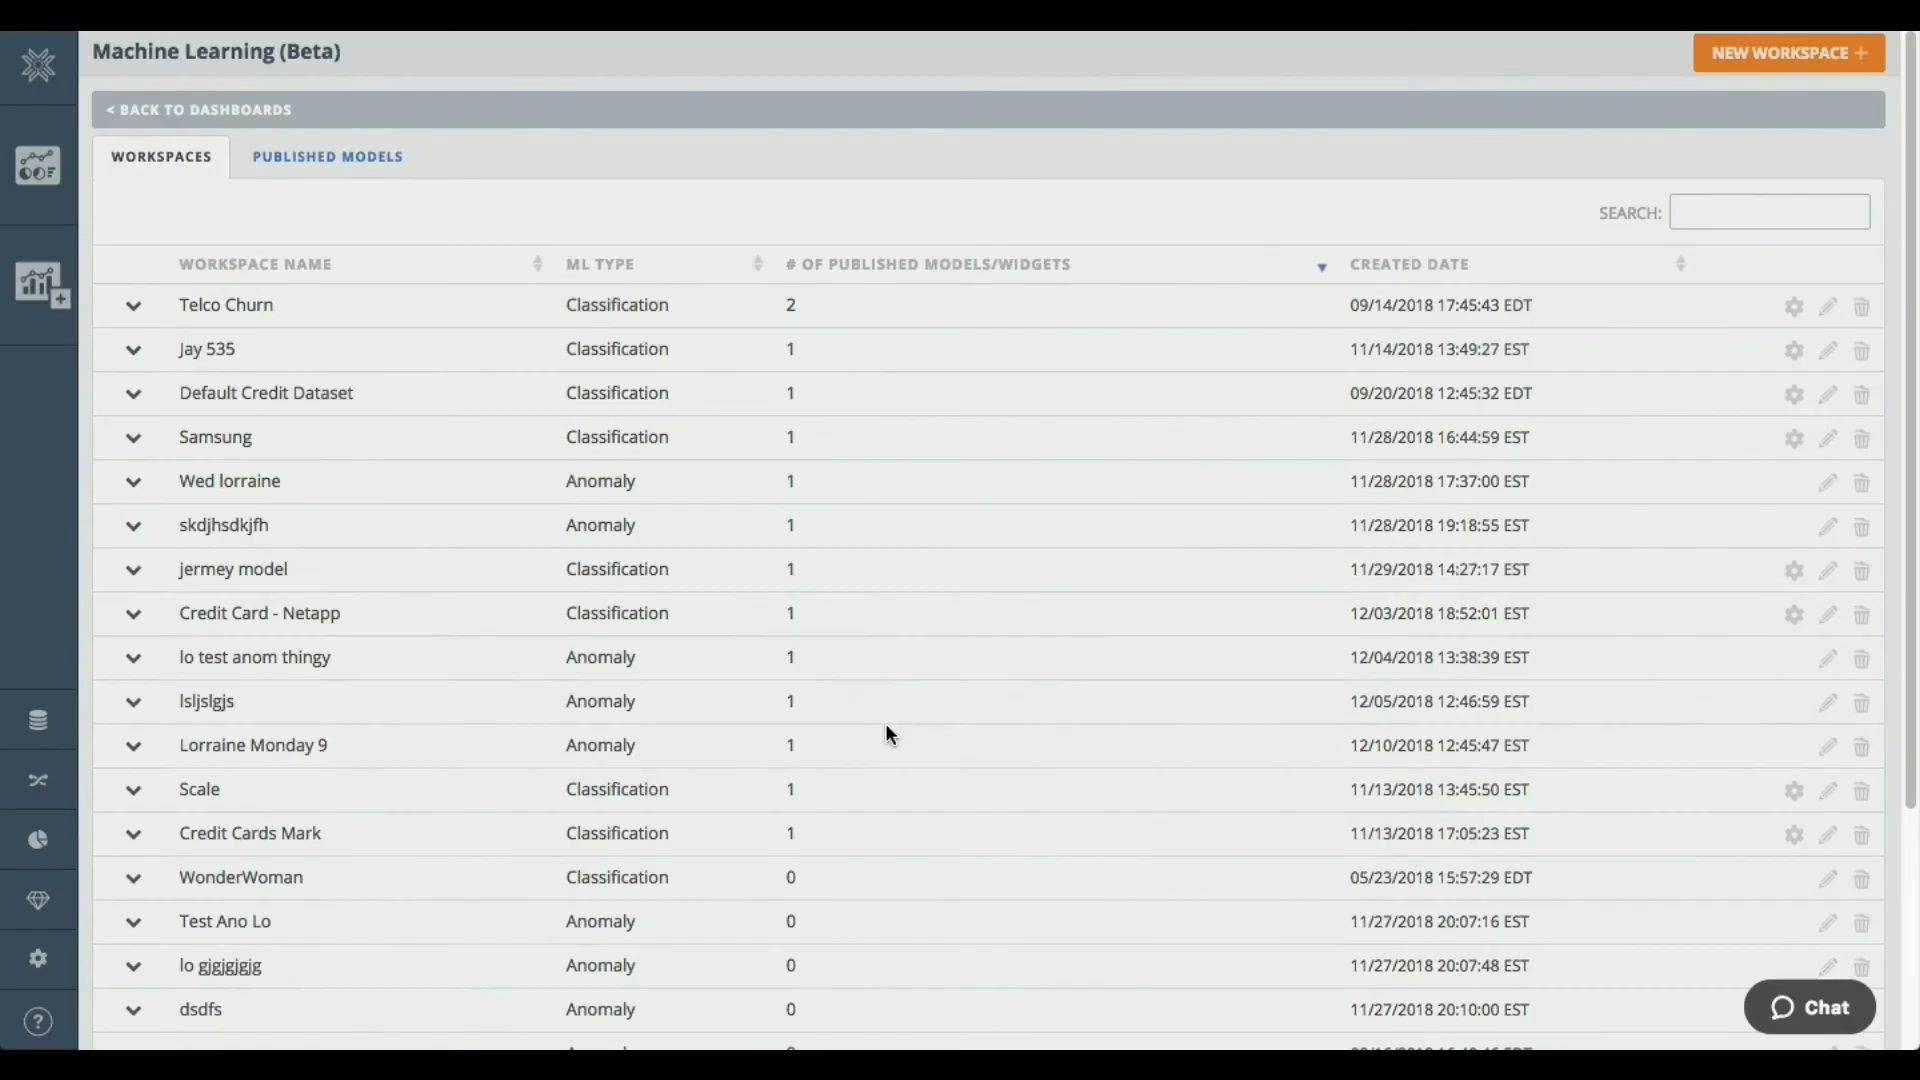 Machine Learning (Beta)
NEW WORKSPACE +
< BACK TO DASHBOARDS
WORKSPACES PUBLISHED MODELS
SEARCH:
WORKSPACE NAME ML TYPE # OF PUBLISHED MODELS/WIDGETS CREATED DATE
Telco Churn Classification 2 09/14/2018 17:45:43 EDT
Jay 535 Classification 1 11/14/2018 13:49:27 EST
Default Credit Dataset Classification 1 09/20/2018 12:45:32 EDT
Samsung Classification 1 11/28/2018 16:44:59 EST
Wed lorraine Anomaly 1 11/28/2018 17:37:00 EST
skdjhsdkjfh Anomaly 1 11/28/2018 19:18:55 EST
jermey model Classification 1 11/29/2018 14:27:17 EST
Credit Card - Netapp Classification 1 12/03/2018 18:52:01 EST
lo test anom thingy Anomaly 1 12/04/2018 13:38:39 EST
lsljslgjs Anomaly 1 12/05/2018 12:46:59 EST
Lorraine Monday 9 Anomaly 1 12/10/2018 12:45:47 EST
Scale Classification 1 11/13/2018 13:45:50 EST
Credit Cards Mark Classification 1 11/13/2018 17:05:23 EST
WonderWoman Classification 0 05/23/2018 15:57:29 EDT
Test Ano Lo Anomaly 0 11/27/2018 20:07:16 EST
lo gjgjgjgjg Anomaly 0 11/27/2018 20:07:48 EST
dsdfs Anomaly 0 11/27/2018 20:10:00 EST
Chat